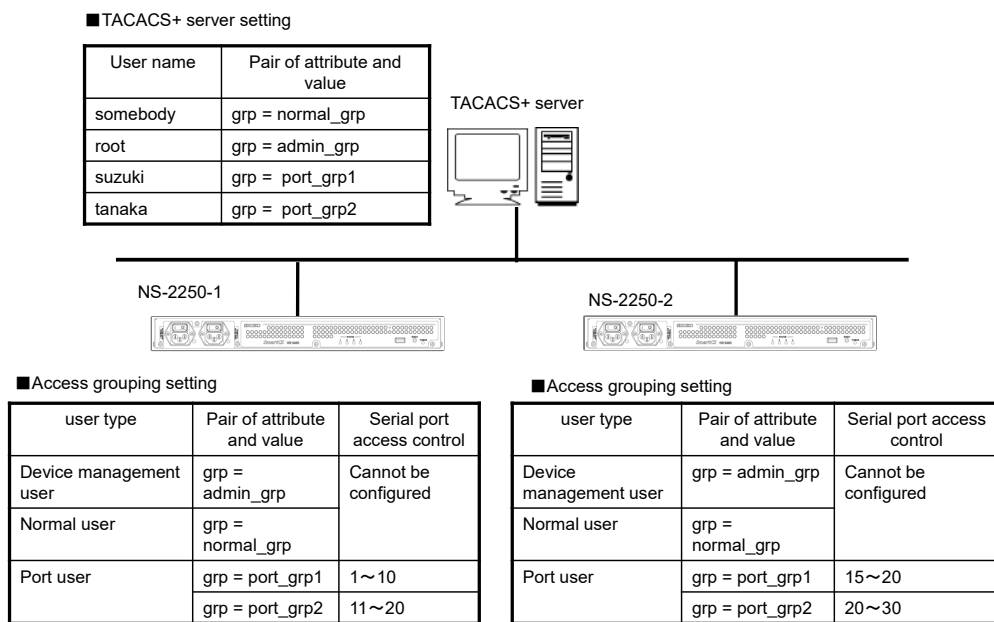 ■TACACS+ server setting
User name
Pair of attribute and
value
somebody
grp = normal_grp
root
grp = admin_grp
suzuki
grp =  port_grp1
tanaka
grp =  port_grp2
TACACS+ server
NS-2250-1
NS-2250-2
■Access grouping setting
user type
Pair of attribute
and value
Serial port
access control
Device management
user
grp =
admin_grp
Cannot be
configured
Normal user
grp =
normal_grp
Port user
grp = port_grp1
1～10
grp = port_grp2
11～20
■Access grouping setting
user type
Pair of attribute
and value
Serial port access
control
Device
management user
grp = admin_grp
Cannot be
configured
Normal user
grp =
normal_grp
Port user
grp = port_grp1
15～20
grp = port_grp2
20～30